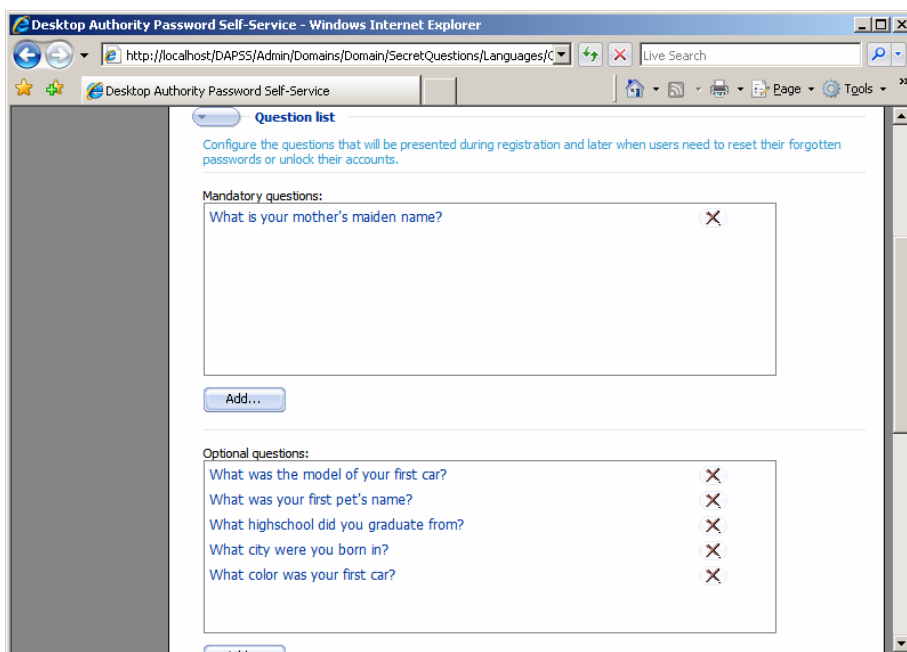 Desktop Authority Password Self-Service - Windows Internet Explorer
http://localhost/DAPSS/Admin/Domains/Domain/SecretQuestions/Languages/
Live Search
Desktop Authority Password Self-Service
Page
Tools
Question list
Configure the questions that will be presented during registration and later when users need to reset their forgotten
passwords or unlock their accounts.
Mandatory questions:
What is your mother's maiden name?
Add...
Optional questions:
What was the model of your first car?
What was your first pet's name?
What highschool did you graduate from?
What city were you born in?
What color was your first car?